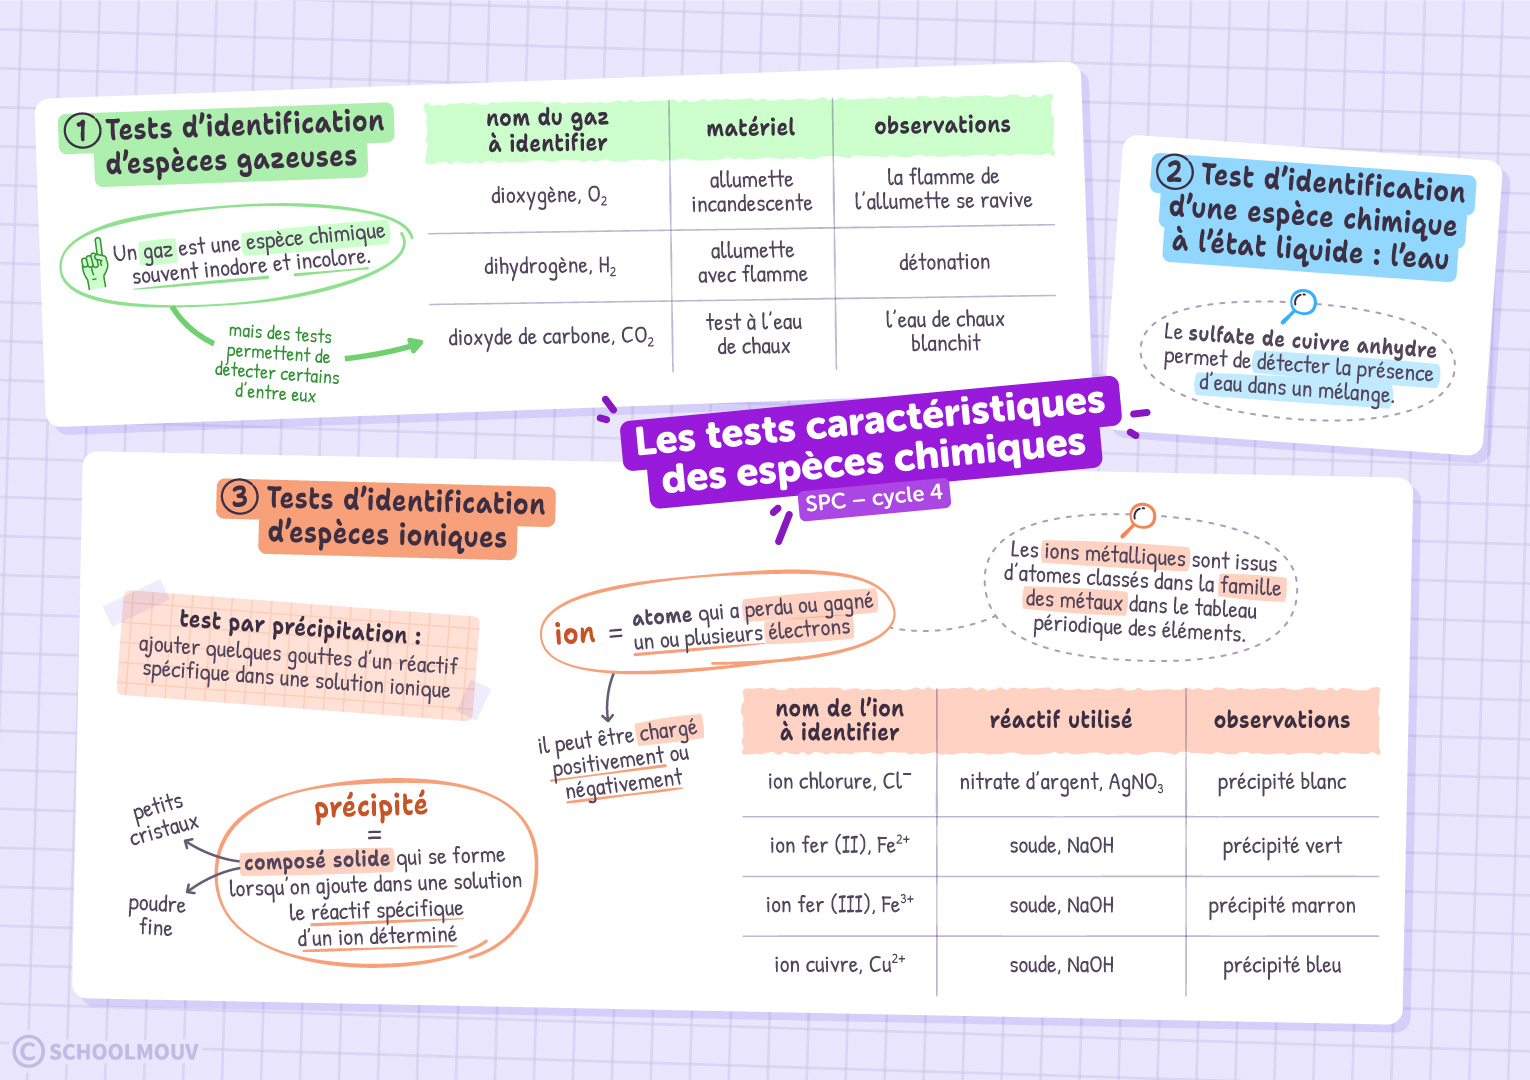 Les tests caractéristiques
des espèces chimiques
SPC – cycle 4
1 Tests d'identification
d'espèces gazeuses
Un gaz est une espèce chimique
souvent inodore et incolore.
mais des tests
permettent de
détecter certains
d'entre eux
nom du gaz
à identifier
matériel
observations
dioxygène, O₂
allumette
incandescente
la flamme de
l'allumette se ravive
dihydrogène, H₂
allumette
avec flamme
détonation
dioxyde de carbone, CO₂
test à l'eau
de chaux
l'eau de chaux
blanchit
2 Test d'identification
d'une espèce chimique
à l'état liquide : l'eau
Le sulfate de cuivre anhydre
permet de détecter la présence
d'eau dans un mélange.
3 Tests d'identification
d'espèces ioniques
test par précipitation :
ajouter quelques gouttes d'un réactif
spécifique dans une solution ionique
ion = atome qui a perdu ou gagné
un ou plusieurs électrons
il peut être chargé
positivement ou
négativement
Les ions métalliques sont issus
d'atomes classés dans la famille
des métaux dans le tableau
périodique des éléments.
précipité
=
composé solide qui se forme
lorsqu'on ajoute dans une solution
le réactif spécifique
d'un ion déterminé
petits
cristaux
poudre
fine
nom de l'ion
à identifier
réactif utilisé
observations
ion chlorure, Cl⁻
nitrate d'argent, AgNO₃
précipité blanc
ion fer (II), Fe²⁺
soude, NaOH
précipité vert
ion fer (III), Fe³⁺
soude, NaOH
précipité marron
ion cuivre, Cu²⁺
soude, NaOH
précipité bleu
© SCHOOLMOUV